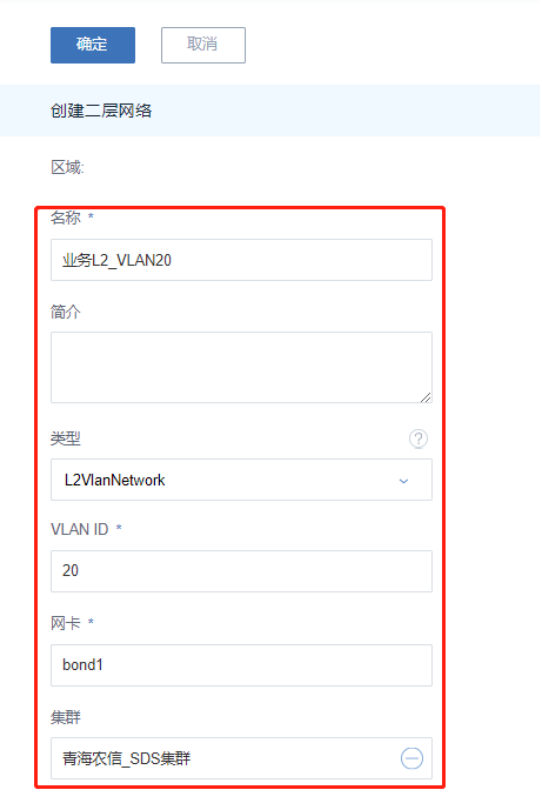 确定 取消
创建二层网络
区域:
名称 *
业务L2_VLAN20
简介
类型 ?
L2VlanNetwork
VLAN ID *
20
网卡 *
bond1
集群
青海农信_SDS集群